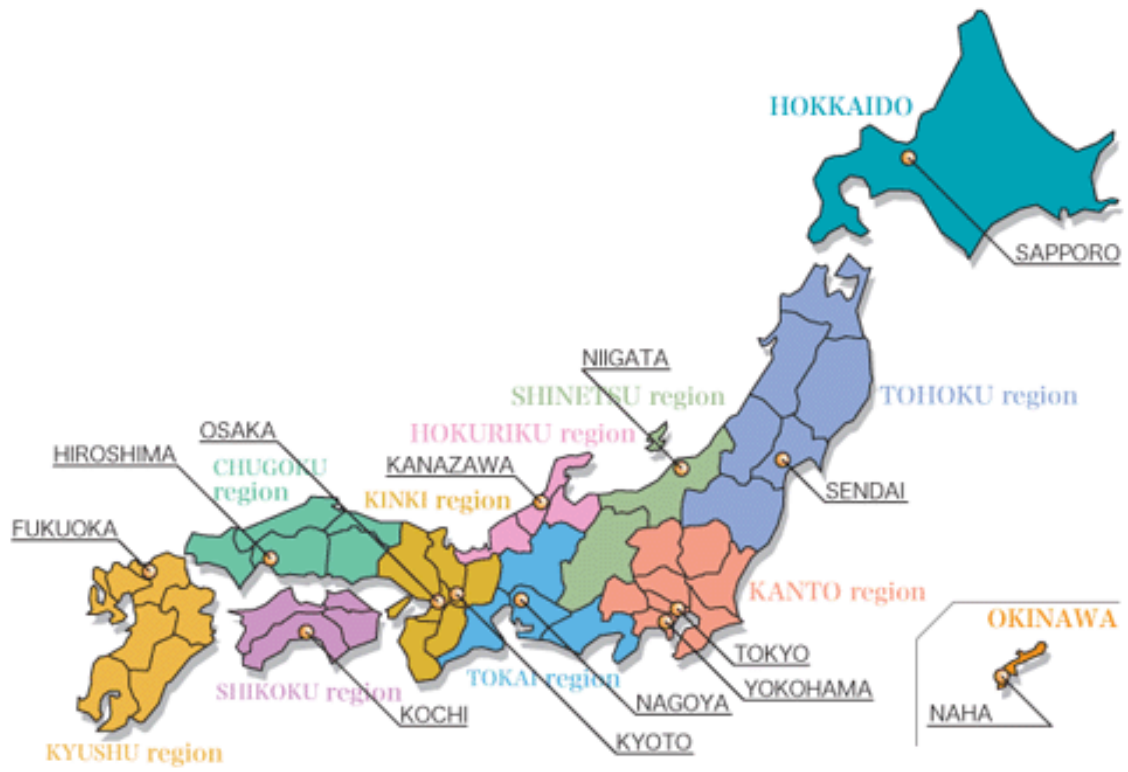 HOKKAIDO
SAPPORO
NIIGATA
SHINETSU region
TOHOKU region
OSAKA
HOKURIKU region
HIROSHIMA
CHUGOKU
region
KANAZAWA
KINKI region
SENDAI
FUKUOKA
KANTO region
OKINAWA
TOKYO
TOKAI region
YOKOHAMA
SHIKOKU region
NAGOYA
KOCHI
NAHA
KYOTO
KYUSHU region